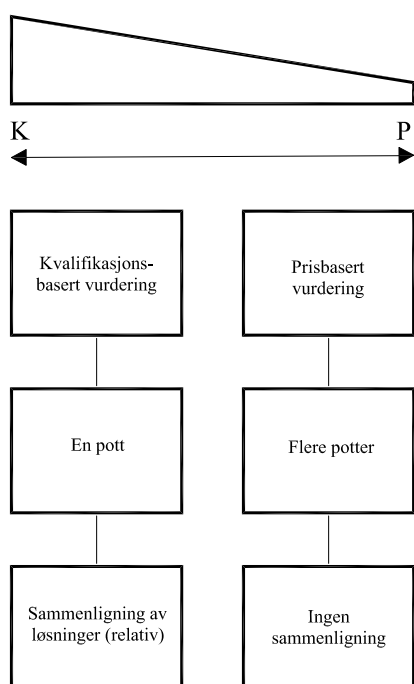 K
P
Kvalifikasjons-
basert vurdering
Prisbasert
vurdering
En pott
Flere potter
Sammenligning av
løsninger (relativ)
Ingen
sammenligning